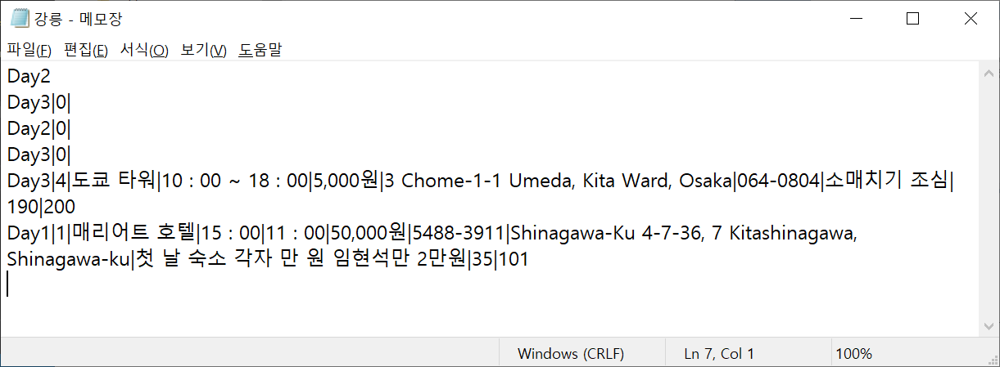 강릉 - 메모장
파일(F) 편집(E) 서식(O) 보기(V) 도움말
Day2
Day3|0|
Day2|0|
Day3|0|
Day3|4|도쿄 타워|10 : 00 ~ 18 : 00|5,000원|3 Chome-1-1 Umeda, Kita Ward, Osaka|064-0804|소매치기 조심|
190|200
Day1|1|매리어트 호텔|15 : 00|11 : 00|50,000원|5488-3911|Shinagawa-Ku 4-7-36, 7 Kitashinagawa,
Shinagawa-ku|첫 날 숙소 각자 만 원 임현석만 2만원|35|101
Windows (CRLF) Ln 7, Col 1 100%